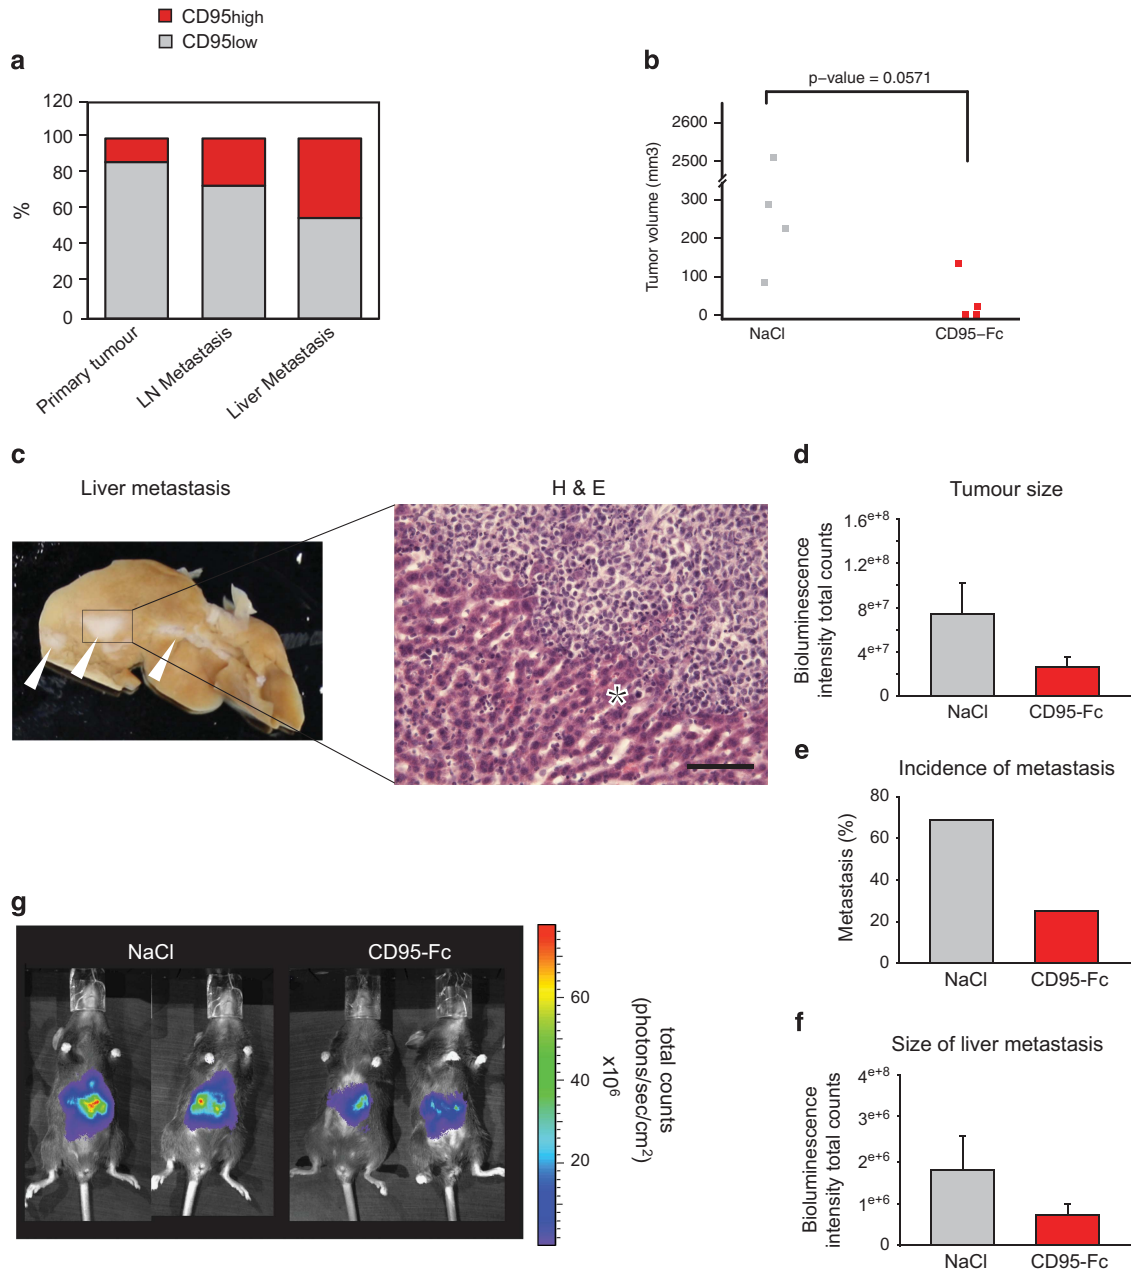 CD95high
CD95low
a
120
100
80
60
40
20
0
%
Primary tumour
LN Metastasis
Liver Metastasis
b
p-value = 0.0571
Tumor volume (mm3)
2600
2500
300
200
100
0
NaCl
CD95-Fc
c
Liver metastasis
H & E
*
d
Tumour size
Bioluminescence
intensity total counts
1.6e+8
1.2e+8
8e+7
4e+7
0
NaCl
CD95-Fc
e
Incidence of metastasis
Metastasis (%)
80
60
40
20
0
NaCl
CD95-Fc
f
Size of liver metastasis
Bioluminescence
intensity total counts
4e+8
3e+6
2e+6
1e+6
0
NaCl
CD95-Fc
g
NaCl
CD95-Fc
60
40
20
total counts
(photons/sec/cm2)
x106